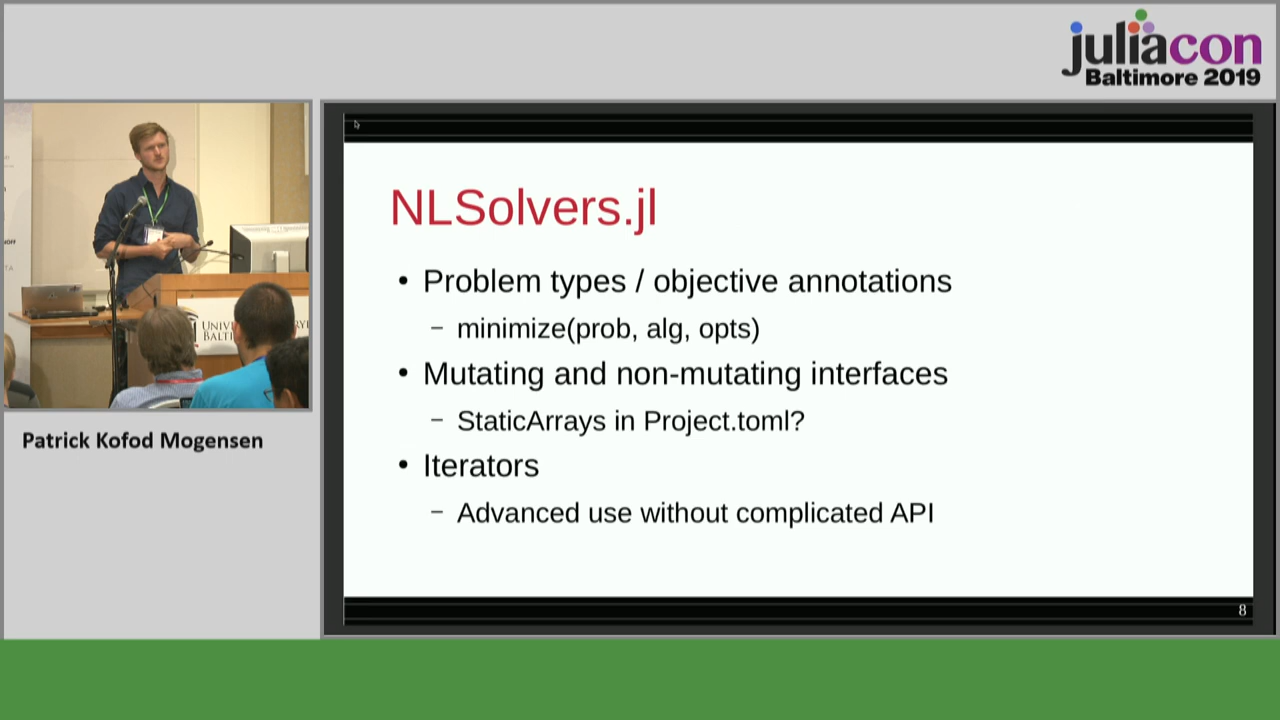 juliacon
Baltimore 2019
NLSolvers.jl
• Problem types / objective annotations
– minimize(prob, alg, opts)
• Mutating and non-mutating interfaces
– StaticArrays in Project.toml?
• Iterators
– Advanced use without complicated API
8
Patrick Kofod Mogensen